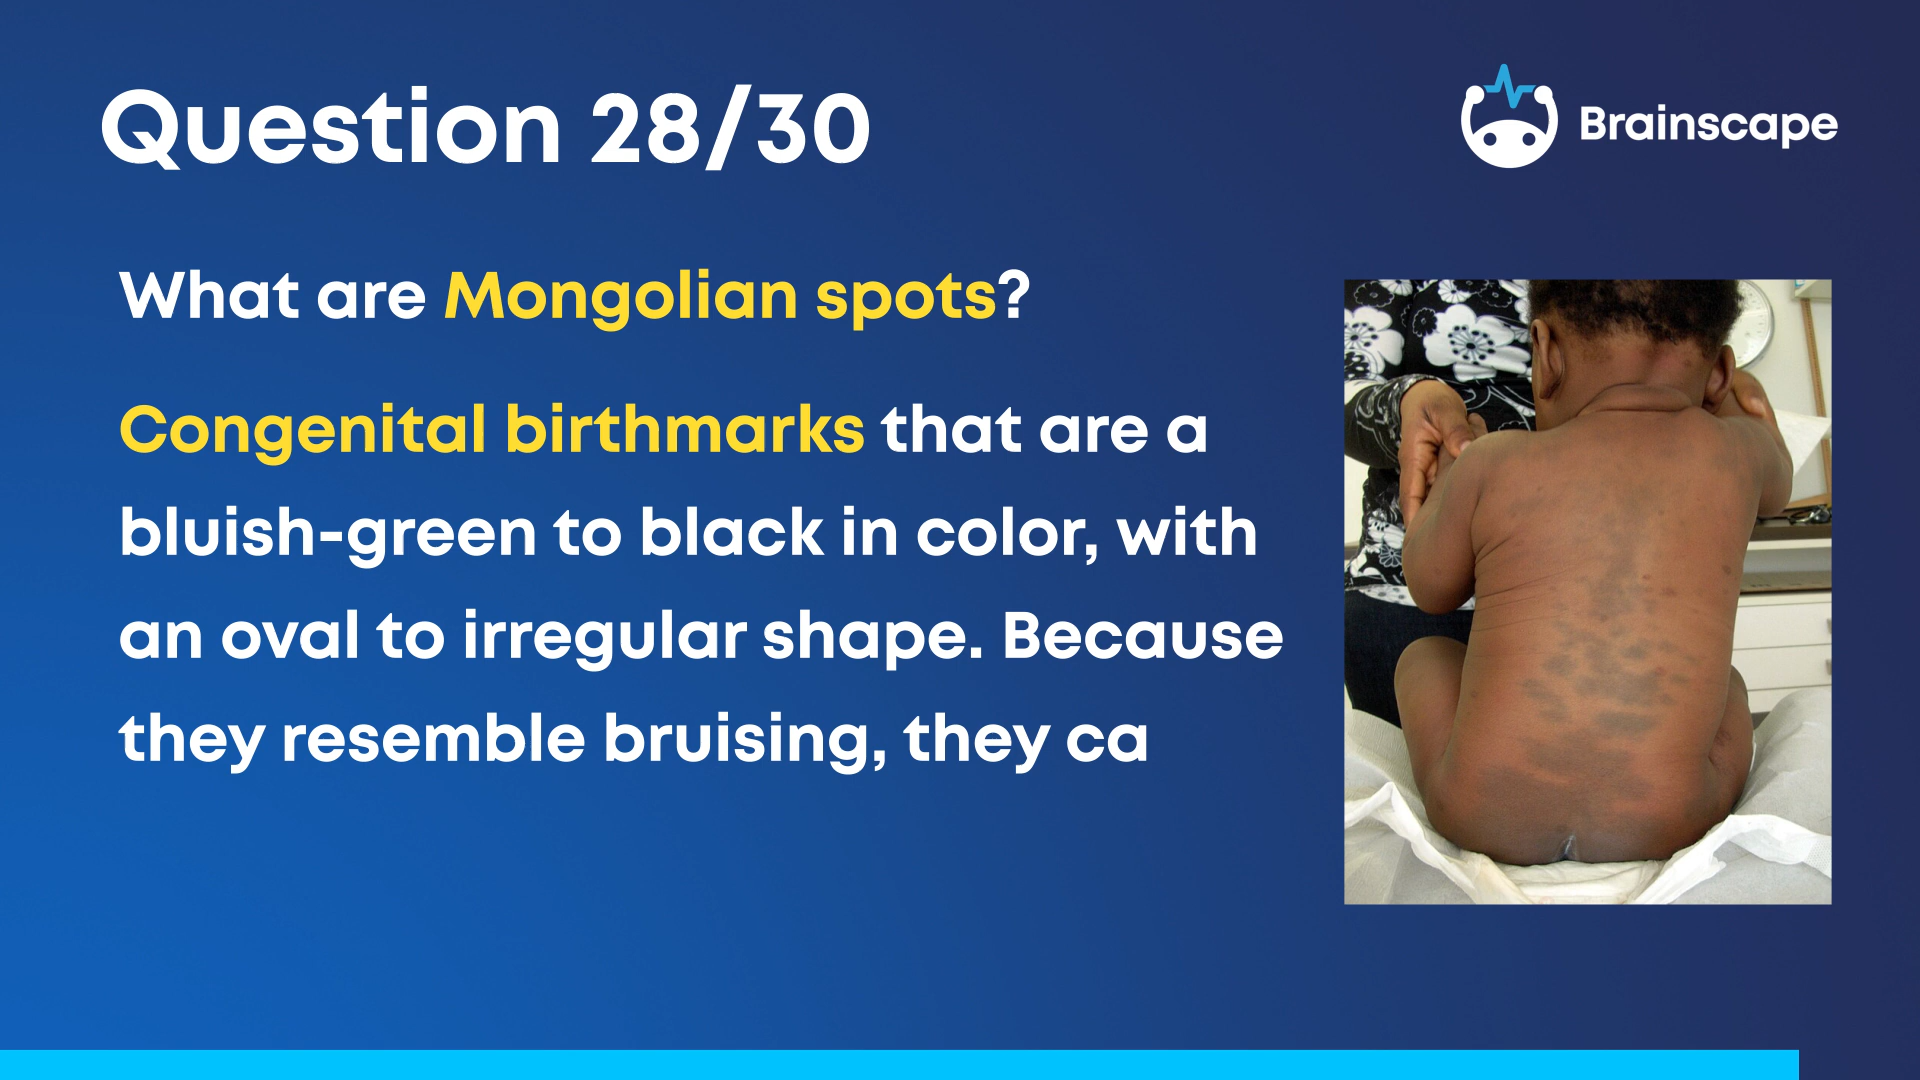 Question 28/30
Brainscape
What are Mongolian spots?
Congenital birthmarks that are a
bluish-green to black in color, with
an oval to irregular shape. Because
they resemble bruising, they ca